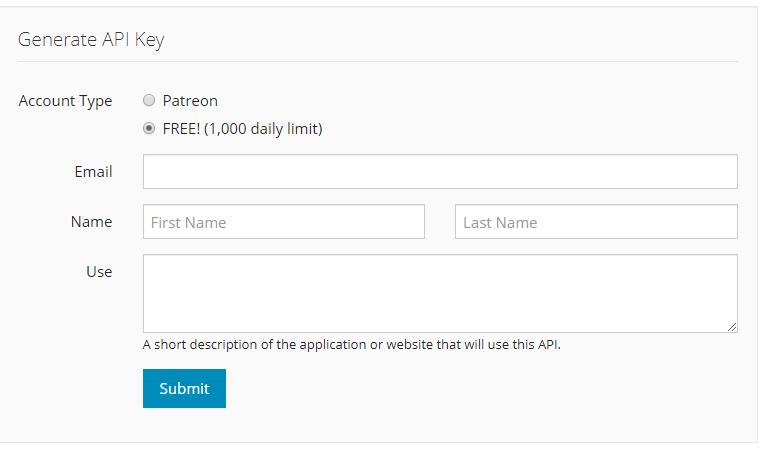 Generate API Key
Account Type
Patreon
FREE! (1,000 daily limit)
Email
Name
First Name
Last Name
Use
A short description of the application or website that will use this API.
Submit